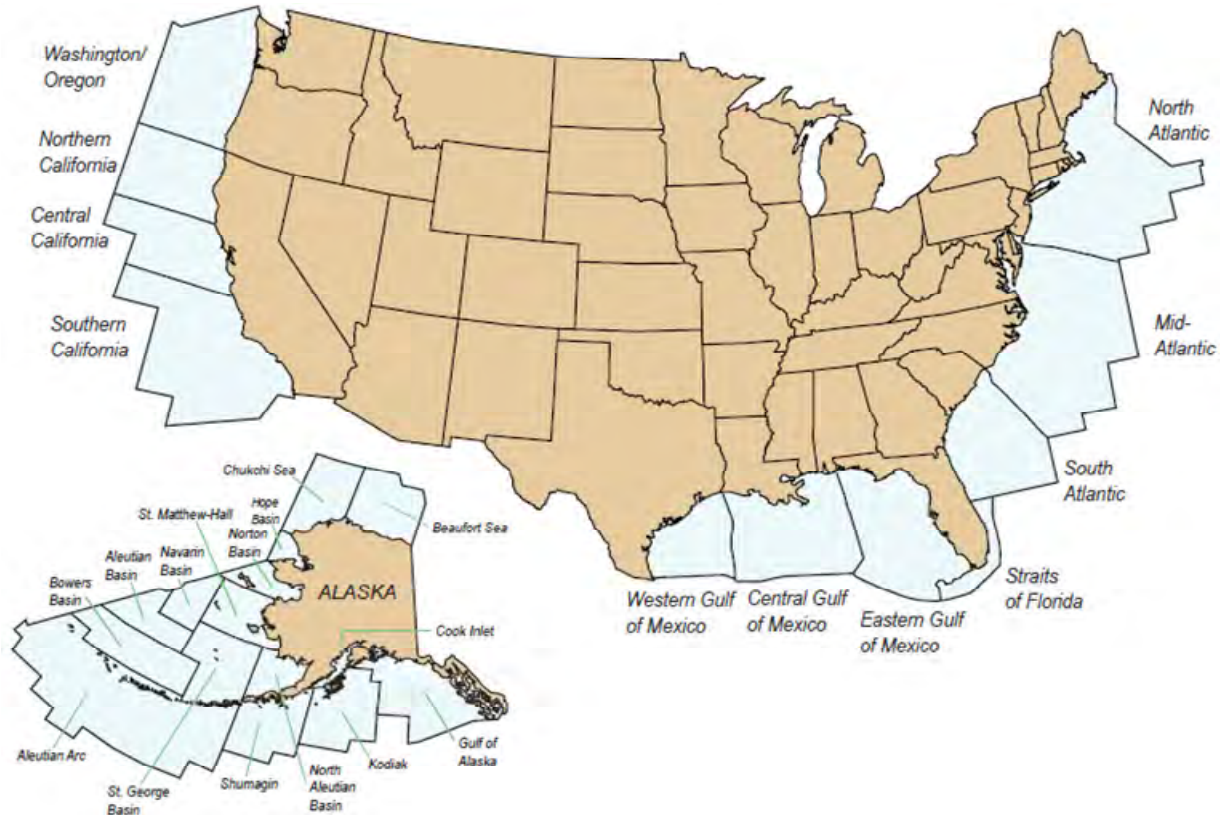 Washington/
Oregon
Northern
California
Central
California
Southern
California
North
Atlantic
Mid-
Atlantic
South
Atlantic
Straits
of Florida
Western Gulf
of Mexico
Central Gulf
of Mexico
Eastern Gulf
of Mexico
Chukchi Sea
Beaufort Sea
Hope
Basin
St. Matthew-Hall
Norton
Basin
Navarin
Basin
Aleutian
Basin
Bowers
Basin
ALASKA
Cook Inlet
Aleutian Arc
St. George
Basin
Shumagin
North
Aleutian
Basin
Kodiak
Gulf of
Alaska